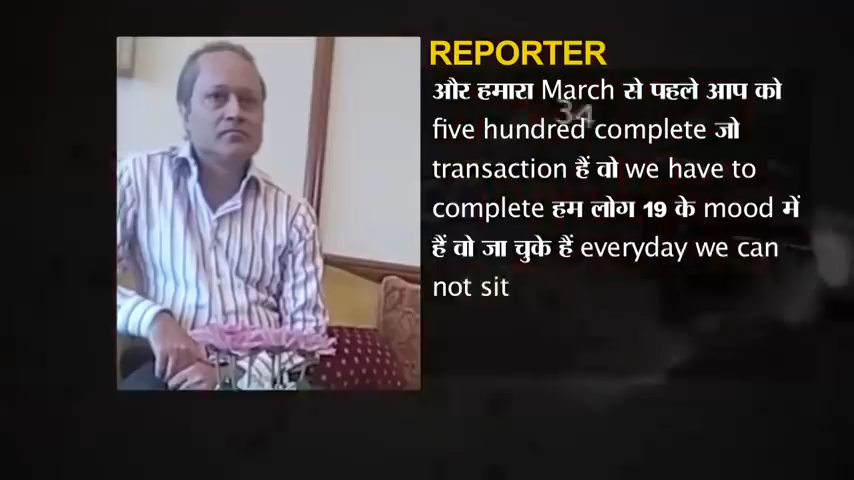 REPORTER
और हमारा March से पहले आप को
34
five hundred complete जो
transaction हैं वो we have to
complete हम लोग 19 के mood में
हैं वो जा चुके हैं everyday we can
not sit